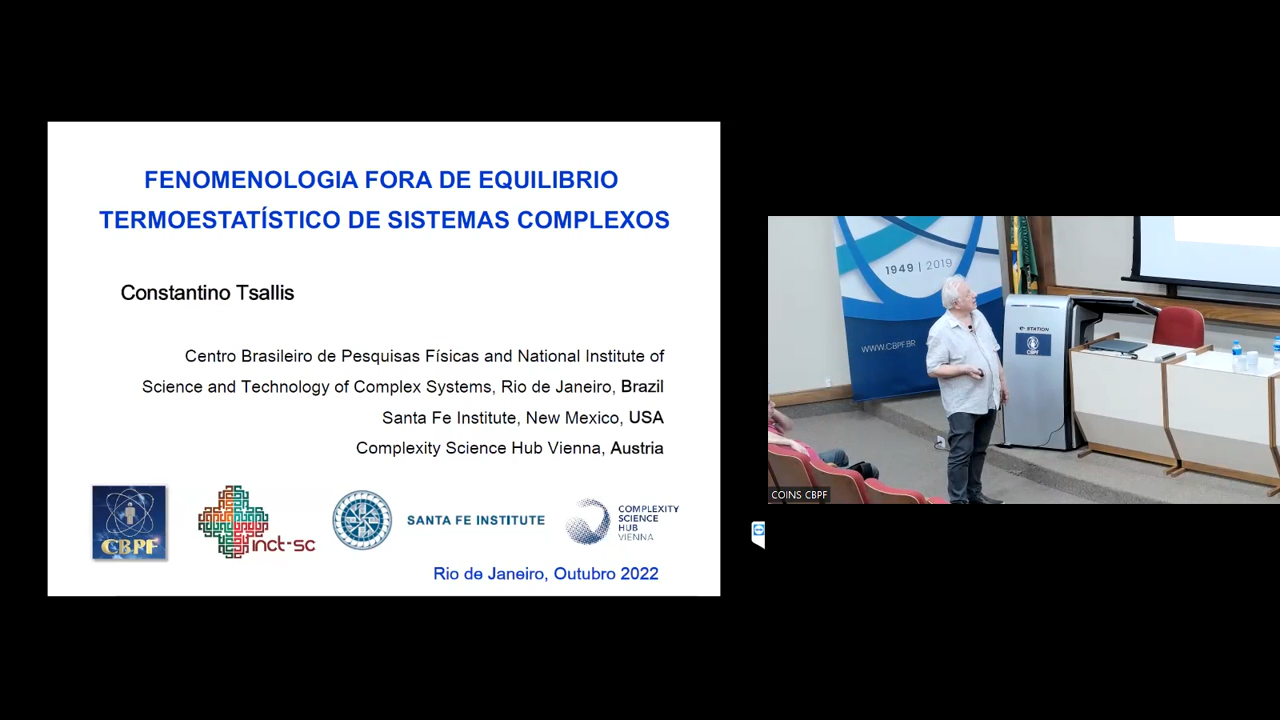 FENOMENOLOGIA FORA DE EQUILIBRIO
TERMOESTATÍSTICO DE SISTEMAS COMPLEXOS
Constantino Tsallis
Centro Brasileiro de Pesquisas Físicas and National Institute of
Science and Technology of Complex Systems, Rio de Janeiro, Brazil
Santa Fe Institute, New Mexico, USA
Complexity Science Hub Vienna, Austria
CBPF
inct-sc
SANTA FE INSTITUTE
COMPLEXITY
SCIENCE
HUB
VIENNA
Rio de Janeiro, Outubro 2022
1949 | 2019
WWW.CBPF.BR
STATION
CBPF
COINS CBPF